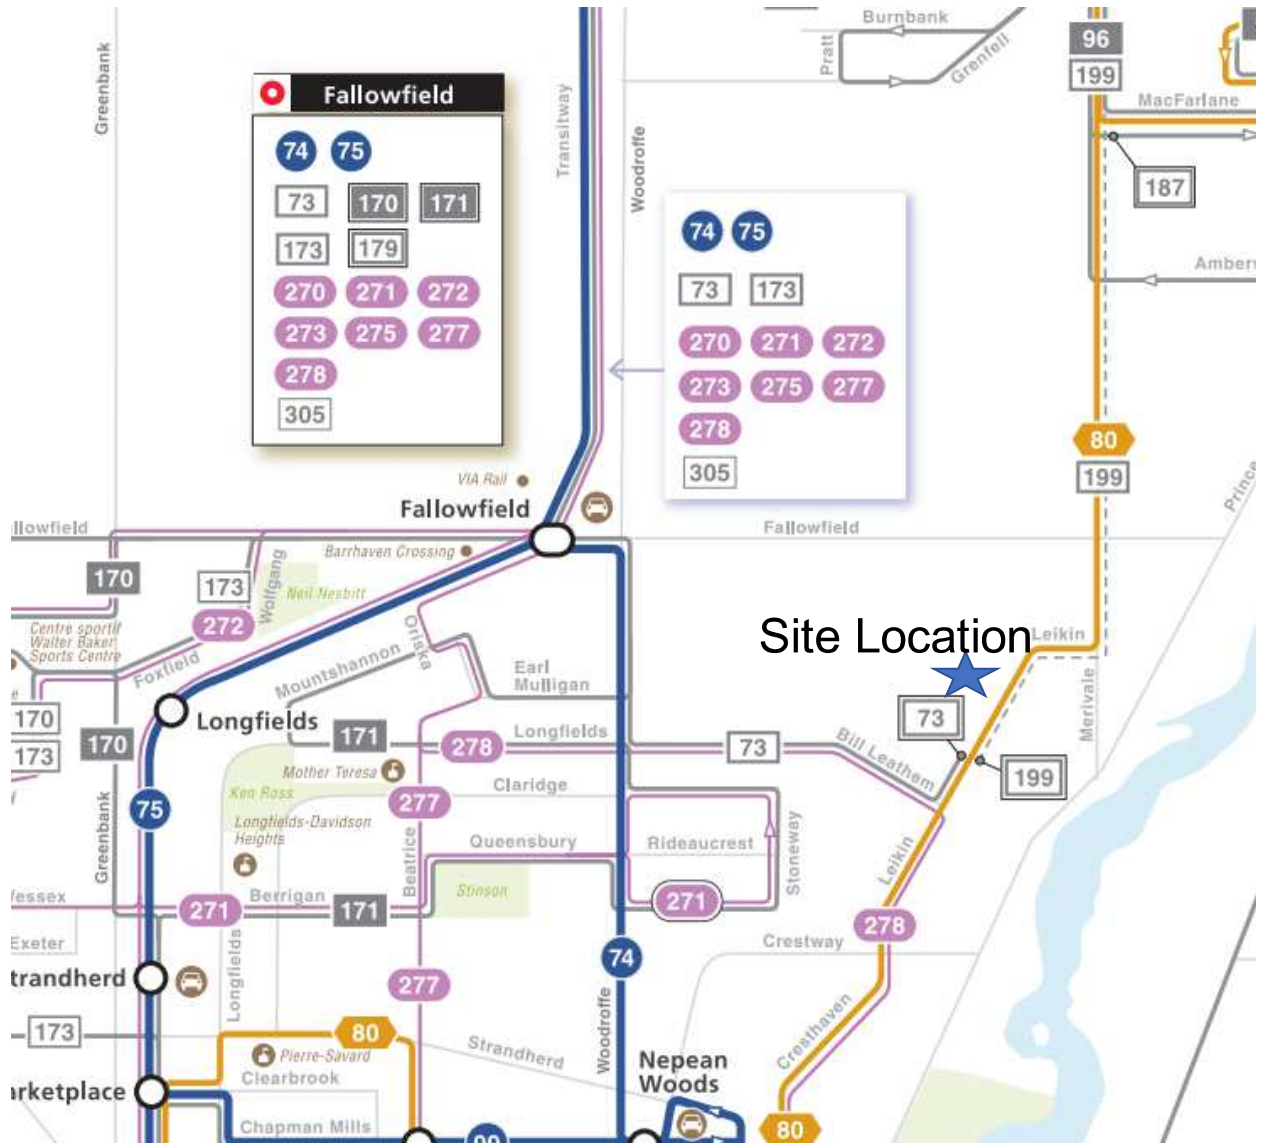 Burnbank
Pratt
Grenfell
96
199
MacFarlane
187
Greenbank
Transitway
Woodroffe
Fallowfield
74 75
73 170 171
173 179
270 271 272
273 275 277
278
305
74 75
73 173
270 271 272
273 275 277
278
305
80
199
VIA Rail
Fallowfield
Fallowfield
Barrhaven Crossing
170
173
Wolfgang
Neil Nesbitt
272
Centre sportif
Walter Baker
Sports Centre
Foxfield
Oriska
Mountshannon
Earl
Mulligan
Site Location
Leikin
Merivale
170
173
170
Longfields
171
278
Longfields
73
Bill Leathem
73
199
Mother Teresa
Ken Ross
Claridge
277
75
Greenbank
Longfields-Davidson
Heights
Beatrice
Queensbury
Rideaucrest
Stoneway
Leikin
Stinson
Berrigan
271
171
271
278
Exeter
Crestway
74
Longfields
277
Woodroffe
Cresthaven
173
80
Pierre-Savard
Clearbrook
Strandherd
Nepean
Woods
Chapman Mills
80